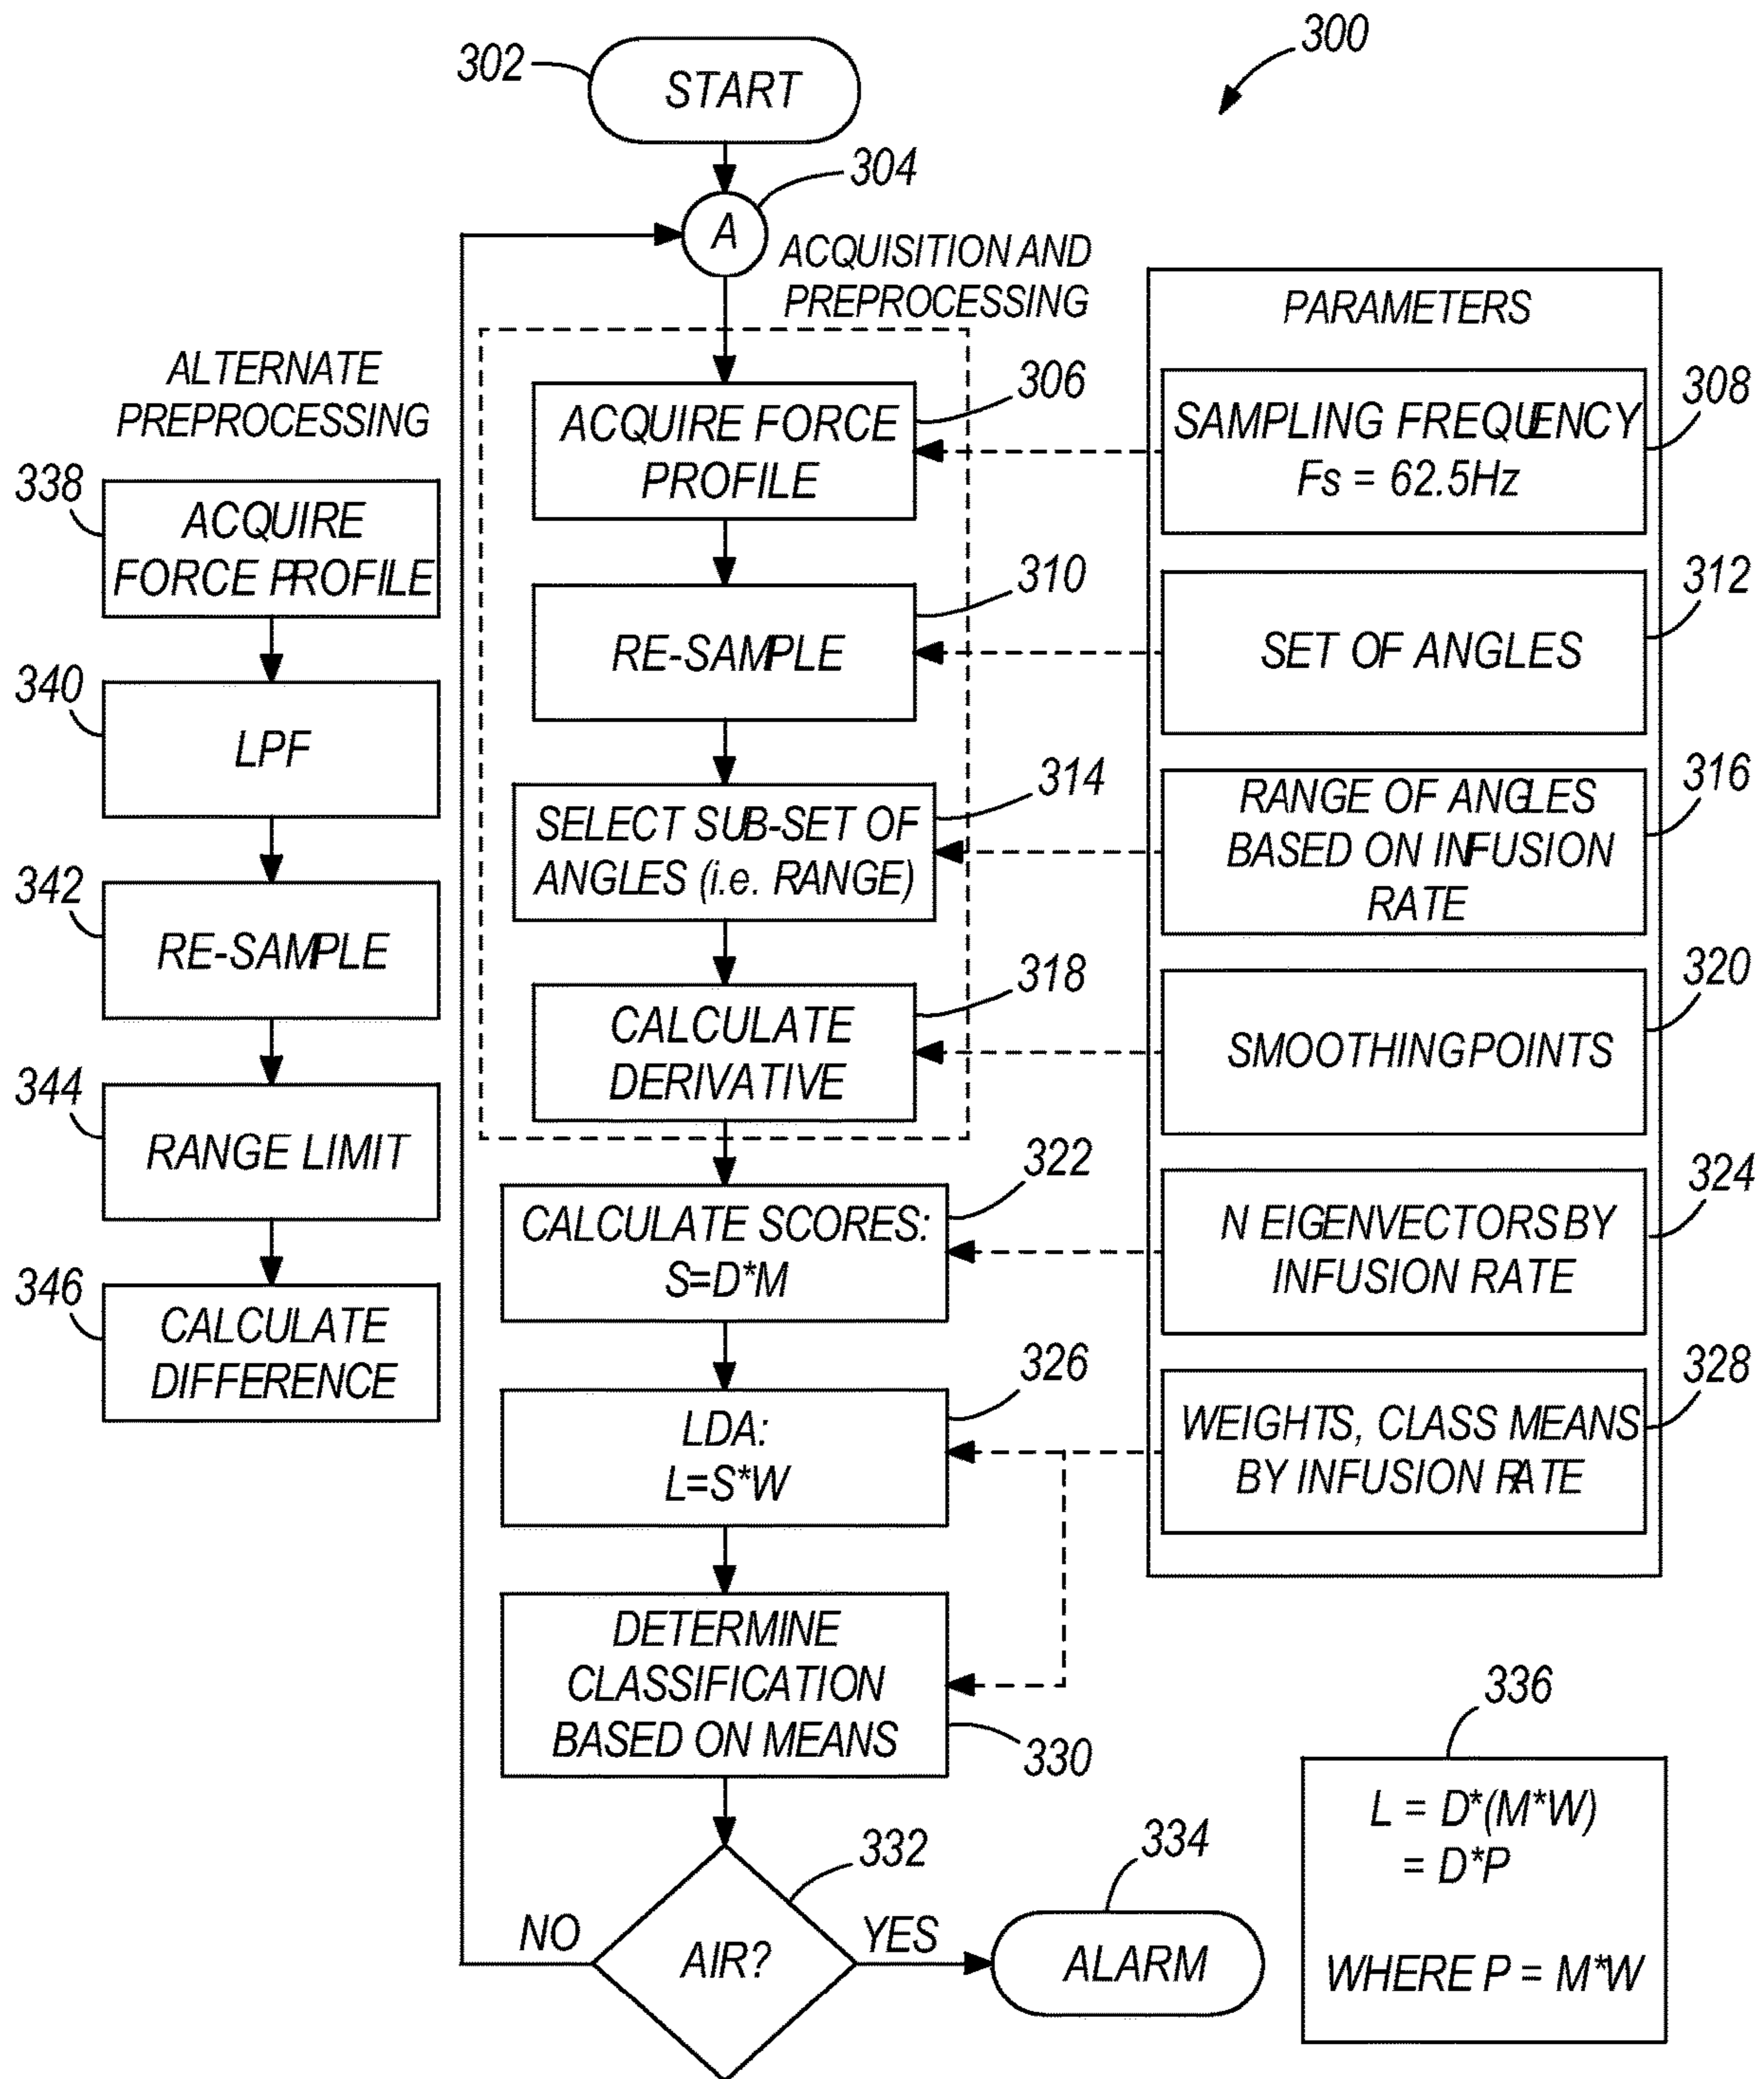 300
302
START
304
A
ACQUISITION AND
PREPROCESSING
ALTERNATE
PREPROCESSING
338
ACQUIRE
FORCE PROFILE
340
LPF
342
RE-SAMPLE
344
RANGE LIMIT
346
CALCULATE
DIFFERENCE
306
ACQUIRE FORCE
PROFILE
310
RE-SAMPLE
314
SELECT SUB-SET OF
ANGLES (i.e. RANGE)
318
CALCULATE
DERIVATIVE
322
CALCULATE SCORES:
S=D*M
326
LDA:
L=S*W
DETERMINE
CLASSIFICATION
BASED ON MEANS
330
332
AIR?
NO
YES
334
ALARM
PARAMETERS
308
SAMPLING FREQUENCY
Fs = 62.5Hz
312
SET OF ANGLES
316
RANGE OF ANGLES
BASED ON INFUSION
RATE
320
SMOOTHING POINTS
324
N EIGENVECTORS BY
INFUSION RATE
328
WEIGHTS, CLASS MEANS
BY INFUSION RATE
336
L = D*(M*W)
= D*P
WHERE P = M*W